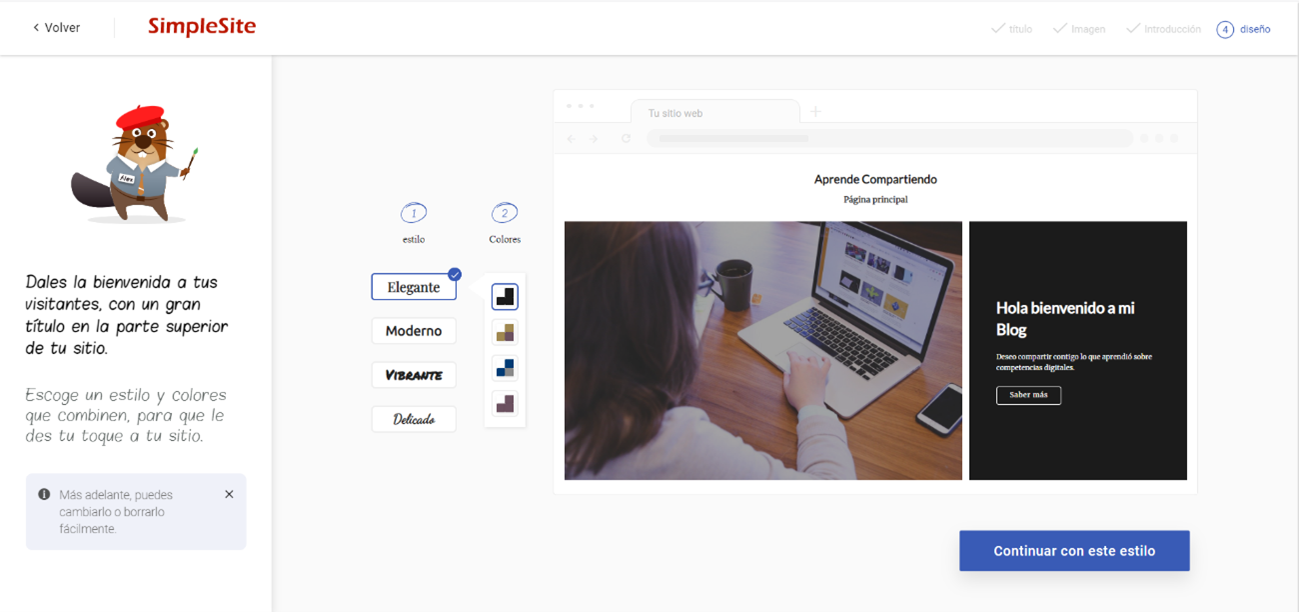 Volver
SimpleSite
título
Imagen
Introducción
4 diseño
Alex
Dales la bienvenida a tus
visitantes, con un gran
título en la parte superior
de tu sitio.
Escoge un estilo y colores
que combinen, para que le
des tu toque a tu sitio.
Más adelante, puedes
cambiarlo o borrarlo
fácilmente.
1
estilo
2
Colores
Elegante
Moderno
Vibrante
Delicado
Tu sitio web
Aprende Compartiendo
Página principal
Hola bienvenido a mi
Blog
Deseo compartir contigo lo que aprendió sobre
competencias digitales.
Saber más
Continuar con este estilo